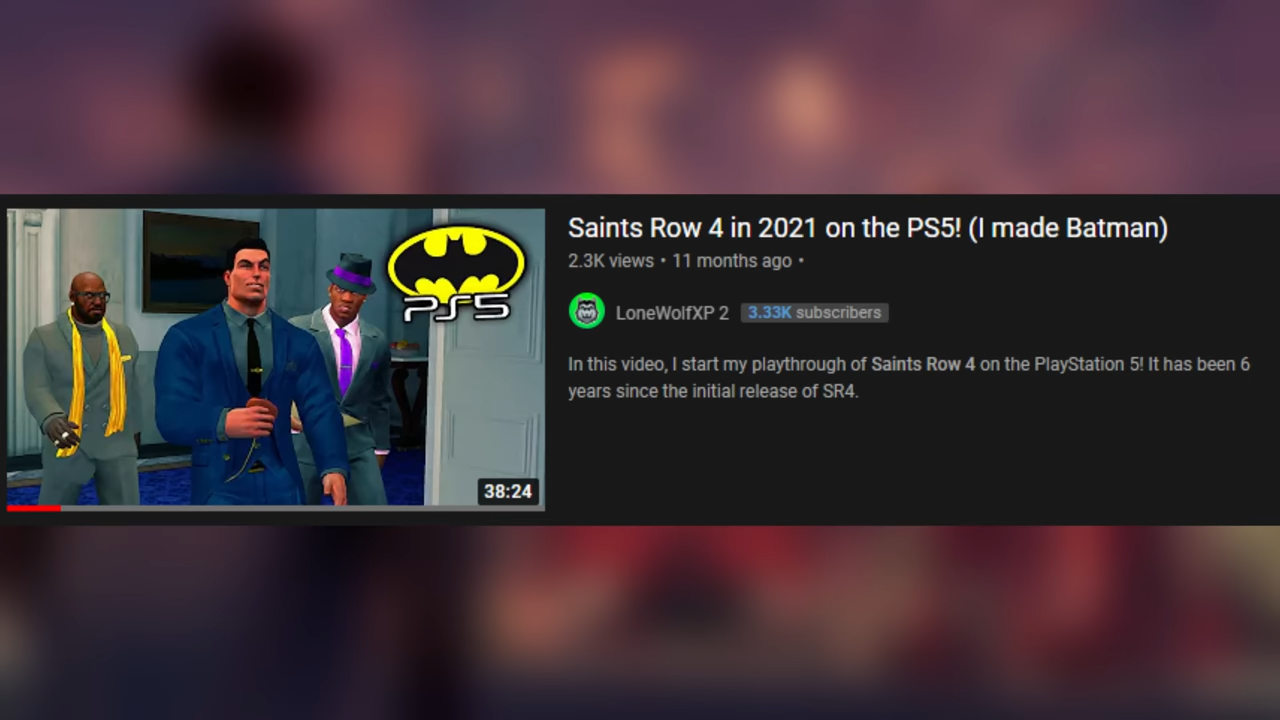 Saints Row 4 in 2021 on the PS5! (I made Batman)
2.3K views • 11 months ago •
LoneWolfXP 2 3.33K subscribers
In this video, I start my playthrough of Saints Row 4 on the PlayStation 5! It has been 6
years since the initial release of SR4.
PS5
38:24